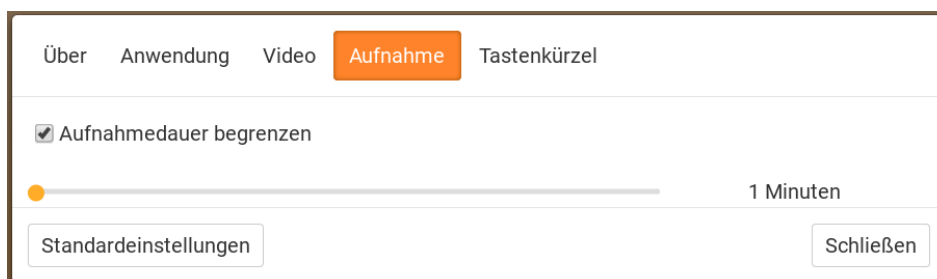 Über Anwendung Video Aufnahme Tastenkürzel
Aufnahmedauer begrenzen
1 Minuten
Standardeinstellungen Schließen